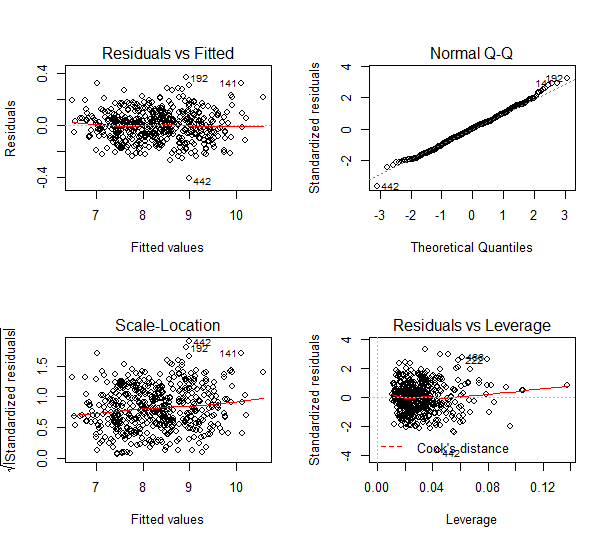 Residuals vs Fitted
Residuals
0.4
0.0
-0.4
192
141
442
7 8 9 10
Fitted values
Normal Q-Q
Standardized residuals
4
2
0
-2
192
141
442
-3 -2 -1 0 1 2 3
Theoretical Quantiles
Scale-Location
√|Standardized residuals|
1.5
1.0
0.5
0.0
442
192
141
7 8 9 10
Fitted values
Residuals vs Leverage
Standardized residuals
4
2
0
-2
-4
222
442
Cook's distance
0.00 0.04 0.08 0.12
Leverage